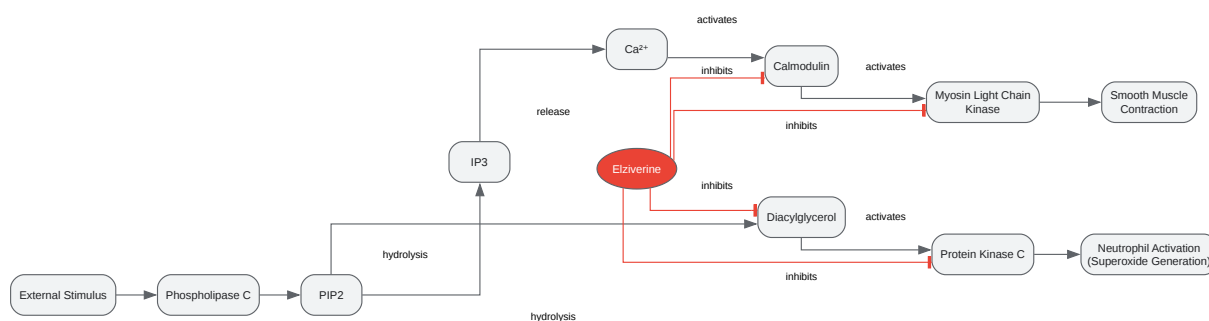 activates
Ca²⁺
Calmodulin
inhibits
activates
Myosin Light Chain
Kinase
Smooth Muscle
Contraction
release
inhibits
IP3
Elziverine
inhibits
Diacylglycerol
activates
hydrolysis
Protein Kinase C
Neutrophil Activation
(Superoxide Generation)
inhibits
External Stimulus
Phospholipase C
PIP2
hydrolysis